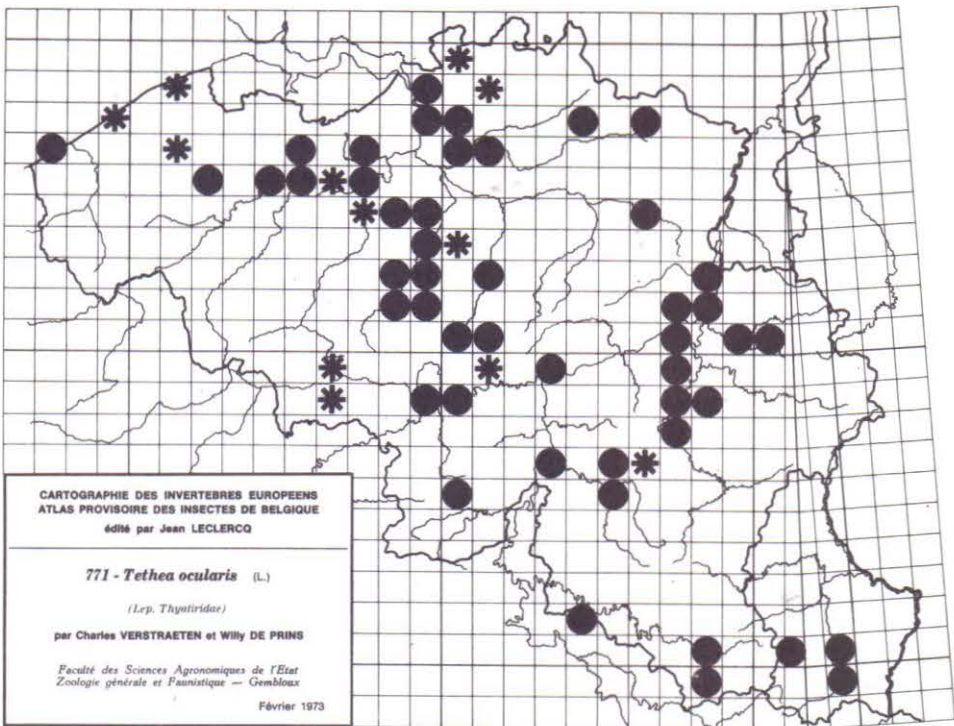 CARTOGRAPHIE DES INVERTEBRES EUROPEENS
ATLAS PROVISOIRE DES INSECTES DE BELGIQUE
édité par Jean LECLERCQ
771 - Tethea ocularis (L.)
(Lep. Thyatiridae)
par Charles VERSTRAETEN et Willy DE PRINS
Faculté des Sciences Agronomiques de l'Etat
Zoologie générale et Faunistique — Gembloux
Février 1973